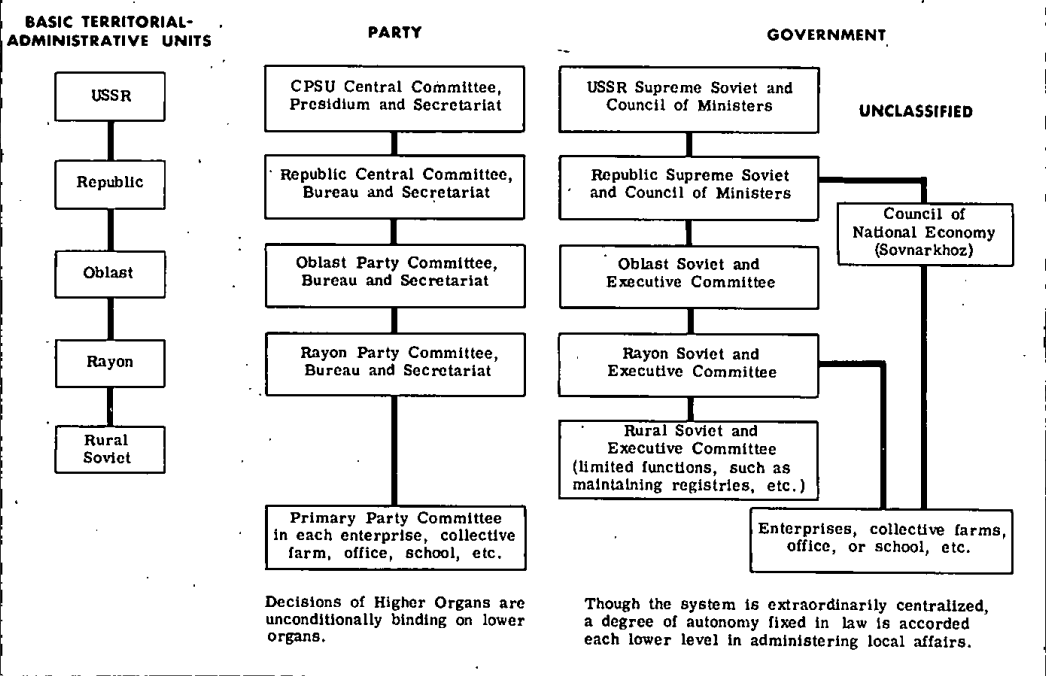 BASIC TERRITORIAL-
ADMINISTRATIVE UNITS
USSR
Republic
Oblast
Rayon
Rural
Soviet
PARTY
CPSU Central Committee,
Presidium and Secretariat
Republic Central Committee,
Bureau and Secretariat
Oblast Party Committee,
Bureau and Secretariat
Rayon Party Committee,
Bureau and Secretariat
Primary Party Committee
in each enterprise, collective
farm, office, school, etc.
Decisions of Higher Organs are
unconditionally binding on lower
organs.
GOVERNMENT
UNCLASSIFIED
USSR Supreme Soviet and
Council of Ministers
Republic Supreme Soviet
and Council of Ministers
Council of
National Economy
(Sovnarkhoz)
Oblast Soviet and
Executive Committee
Rayon Soviet and
Executive Committee
Rural Soviet and
Executive Committee
(limited functions, such as
maintaining registries, etc.)
Enterprises, collective farms,
office, or school, etc.
Though the system is extraordinarily centralized,
a degree of autonomy fixed in law is accorded
each lower level in administering local affairs.